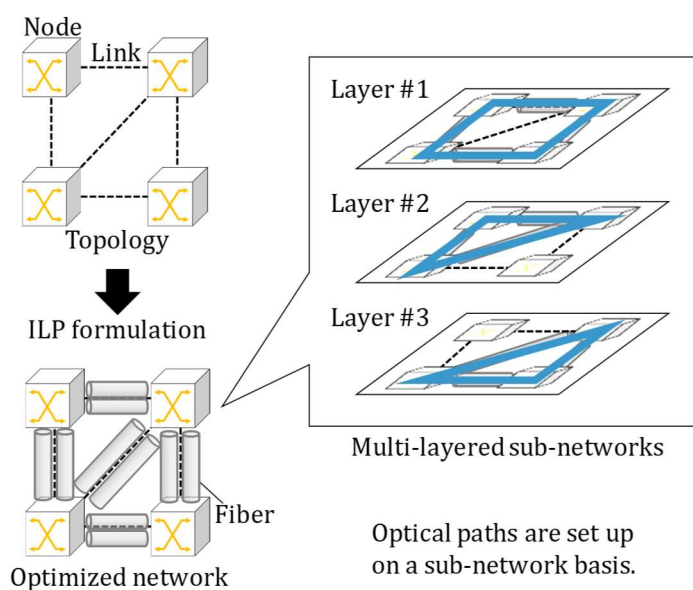 Node
Link
Topology
ILP formulation
Fiber
Optimized network
Layer #1
Layer #2
Layer #3
Multi-layered sub-networks
Optical paths are set up
on a sub-network basis.